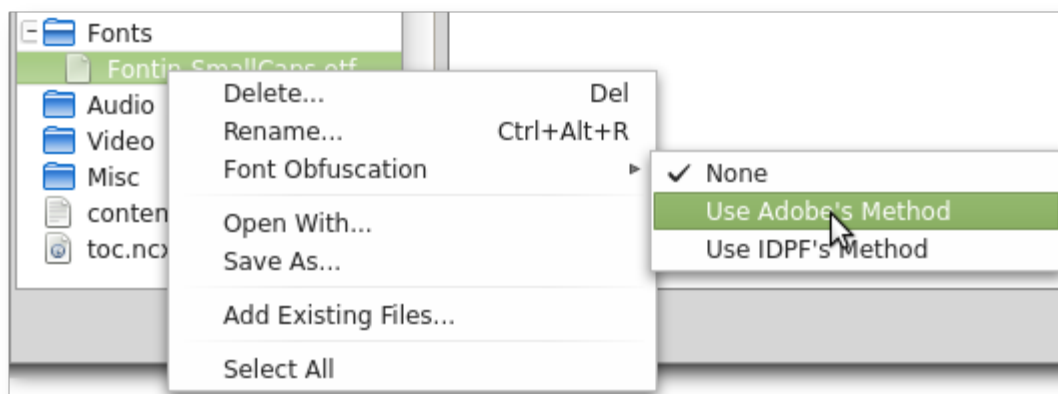 Fonts
Fontin-SmallCaps.otf
Audio
Video
Misc
conten
toc.ncx
Delete... Del
Rename... Ctrl+Alt+R
Font Obfuscation
Open With...
Save As...
Add Existing Files...
Select All
None
Use Adobe's Method
Use IDPF's Method